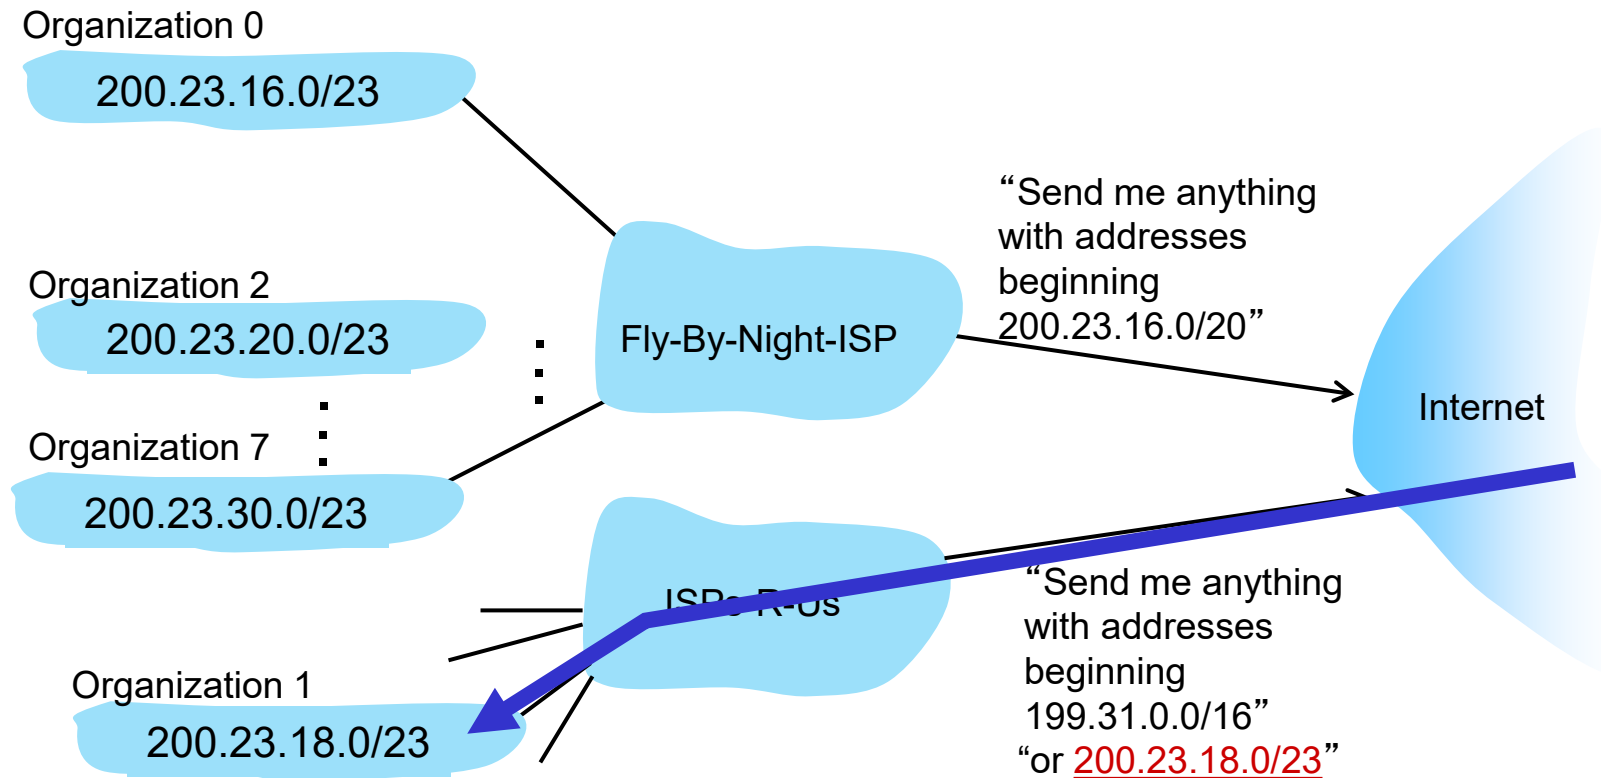 Organization 0
200.23.16.0/23
Organization 2
200.23.20.0/23
Organization 7
200.23.30.0/23
Fly-By-Night-ISP
“Send me anything
with addresses
beginning
200.23.16.0/20”
Internet
ISPs-R-Us
Organization 1
200.23.18.0/23
“Send me anything
with addresses
beginning
199.31.0.0/16”
“or 200.23.18.0/23”